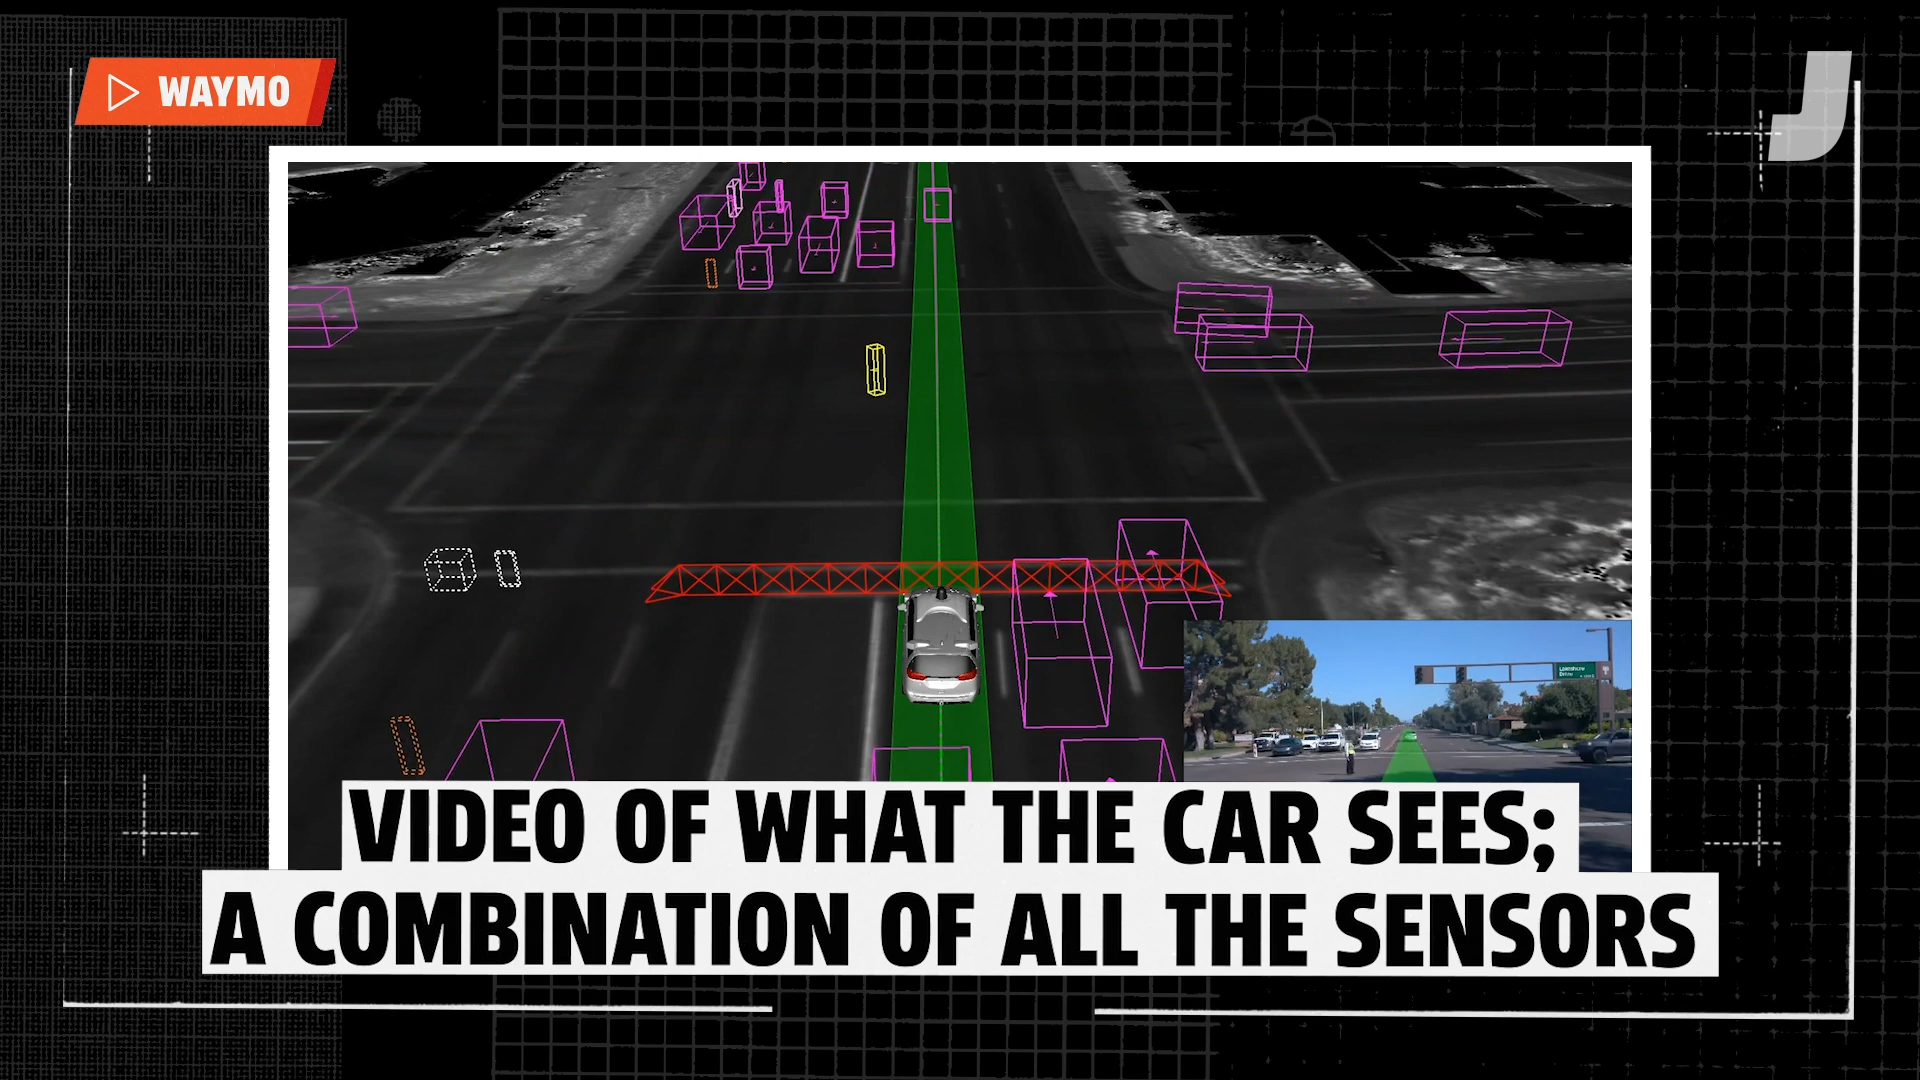 WAYMO
J
VIDEO OF WHAT THE CAR SEES;
A COMBINATION OF ALL THE SENSORS